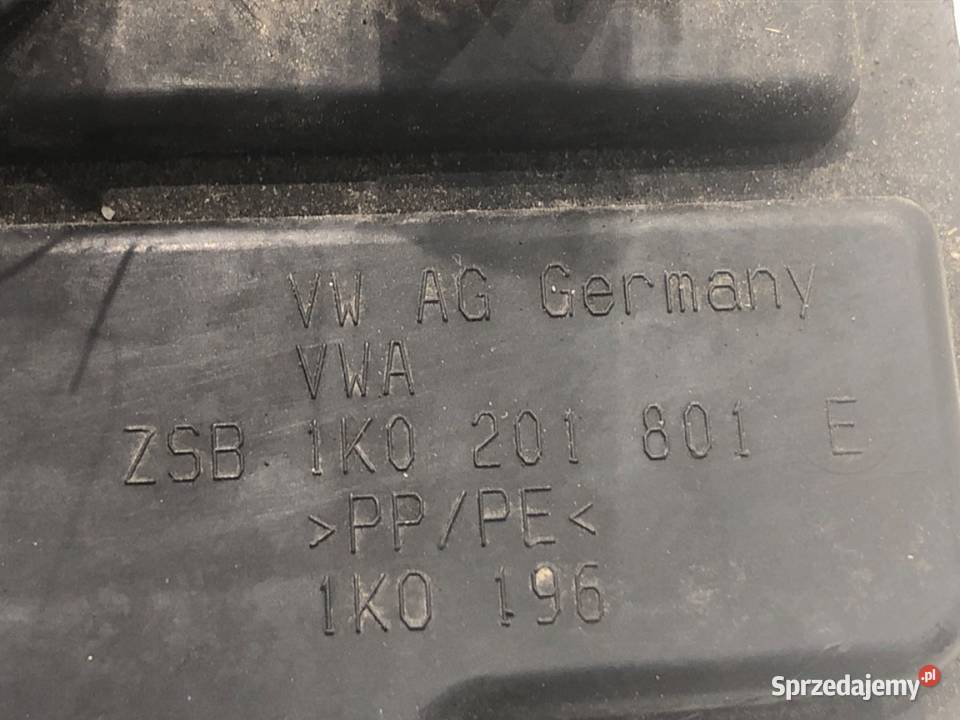 VW AG Germany
VWA
ZSB 1K0 201 801 E
>PP/PE<
1K0 196
Sprzedajemy.pl